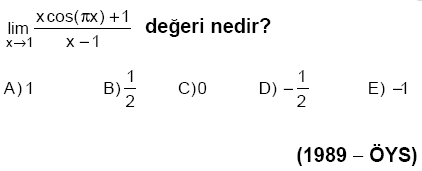 lim x→1 (x cos(πx) + 1)/(x − 1) değeri nedir?
A) 1 B) 1/2 C) 0 D) −1/2 E) −1
(1989 – ÖYS)